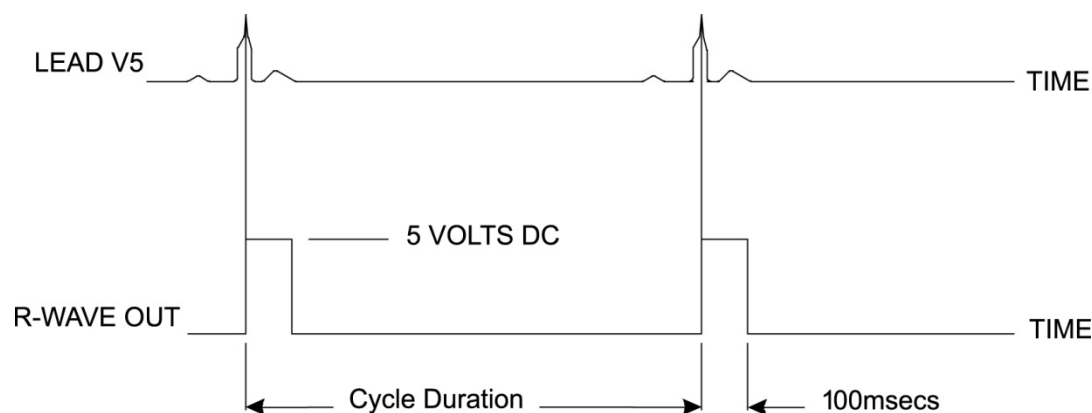 LEAD V5
TIME
5 VOLTS DC
R-WAVE OUT
TIME
Cycle Duration
100msecs